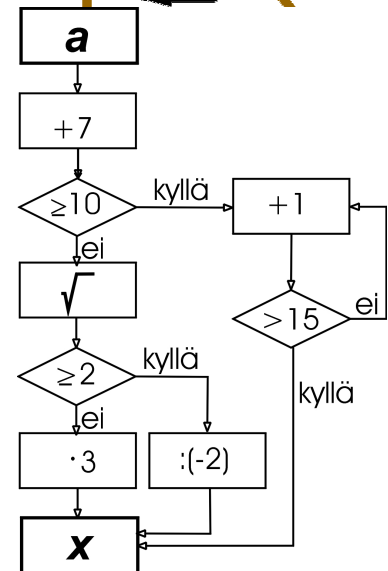 a
+7
≥10
kyllä
+1
ei
√
>15
ei
≥2
kyllä
kyllä
ei
·3
:(-2)
x